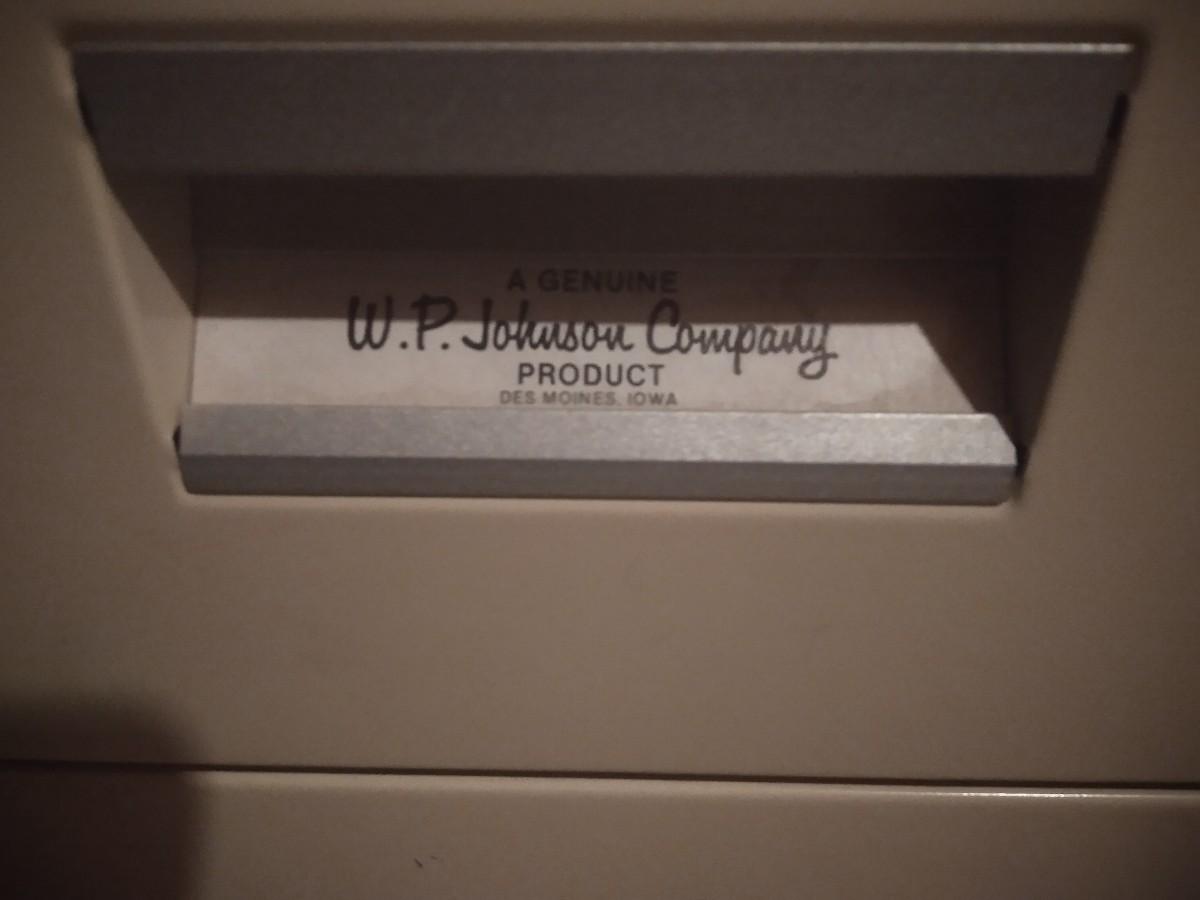 A GENUINE
W.P. Johnson Company
PRODUCT
DES MOINES, IOWA